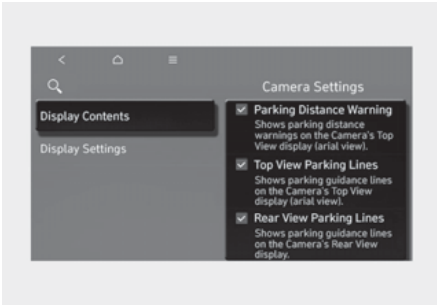 Camera Settings
Display Contents
Display Settings
Parking Distance Warning
Shows parking distance
warnings on the Camera's Top
View display (arial view).
Top View Parking Lines
Shows parking guidance lines
on the Camera's Top View
display (arial view).
Rear View Parking Lines
Shows parking guidance lines
on the Camera's Rear View
display.